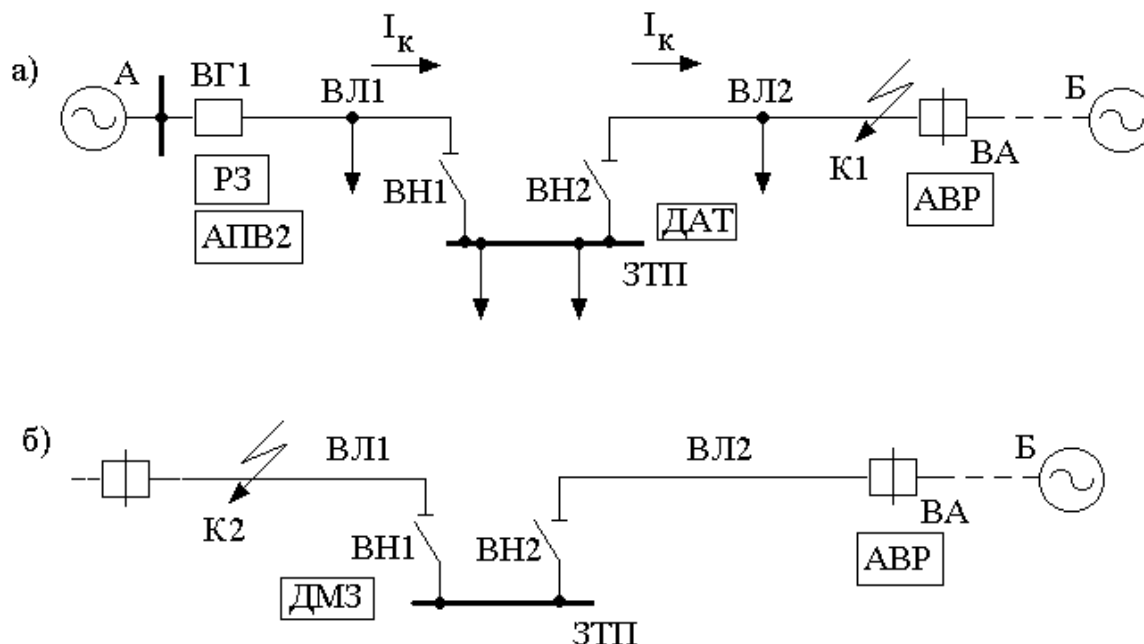 а)
А
ВГ1
РЗ
АПВ2
ВЛ1
Iк
ВН1
ВН2
ДАТ
ЗТП
Iк
ВЛ2
К1
ВА
АВР
Б
б)
К2
ВЛ1
ВН1
ДМЗ
ВН2
ЗТП
ВЛ2
ВА
АВР
Б